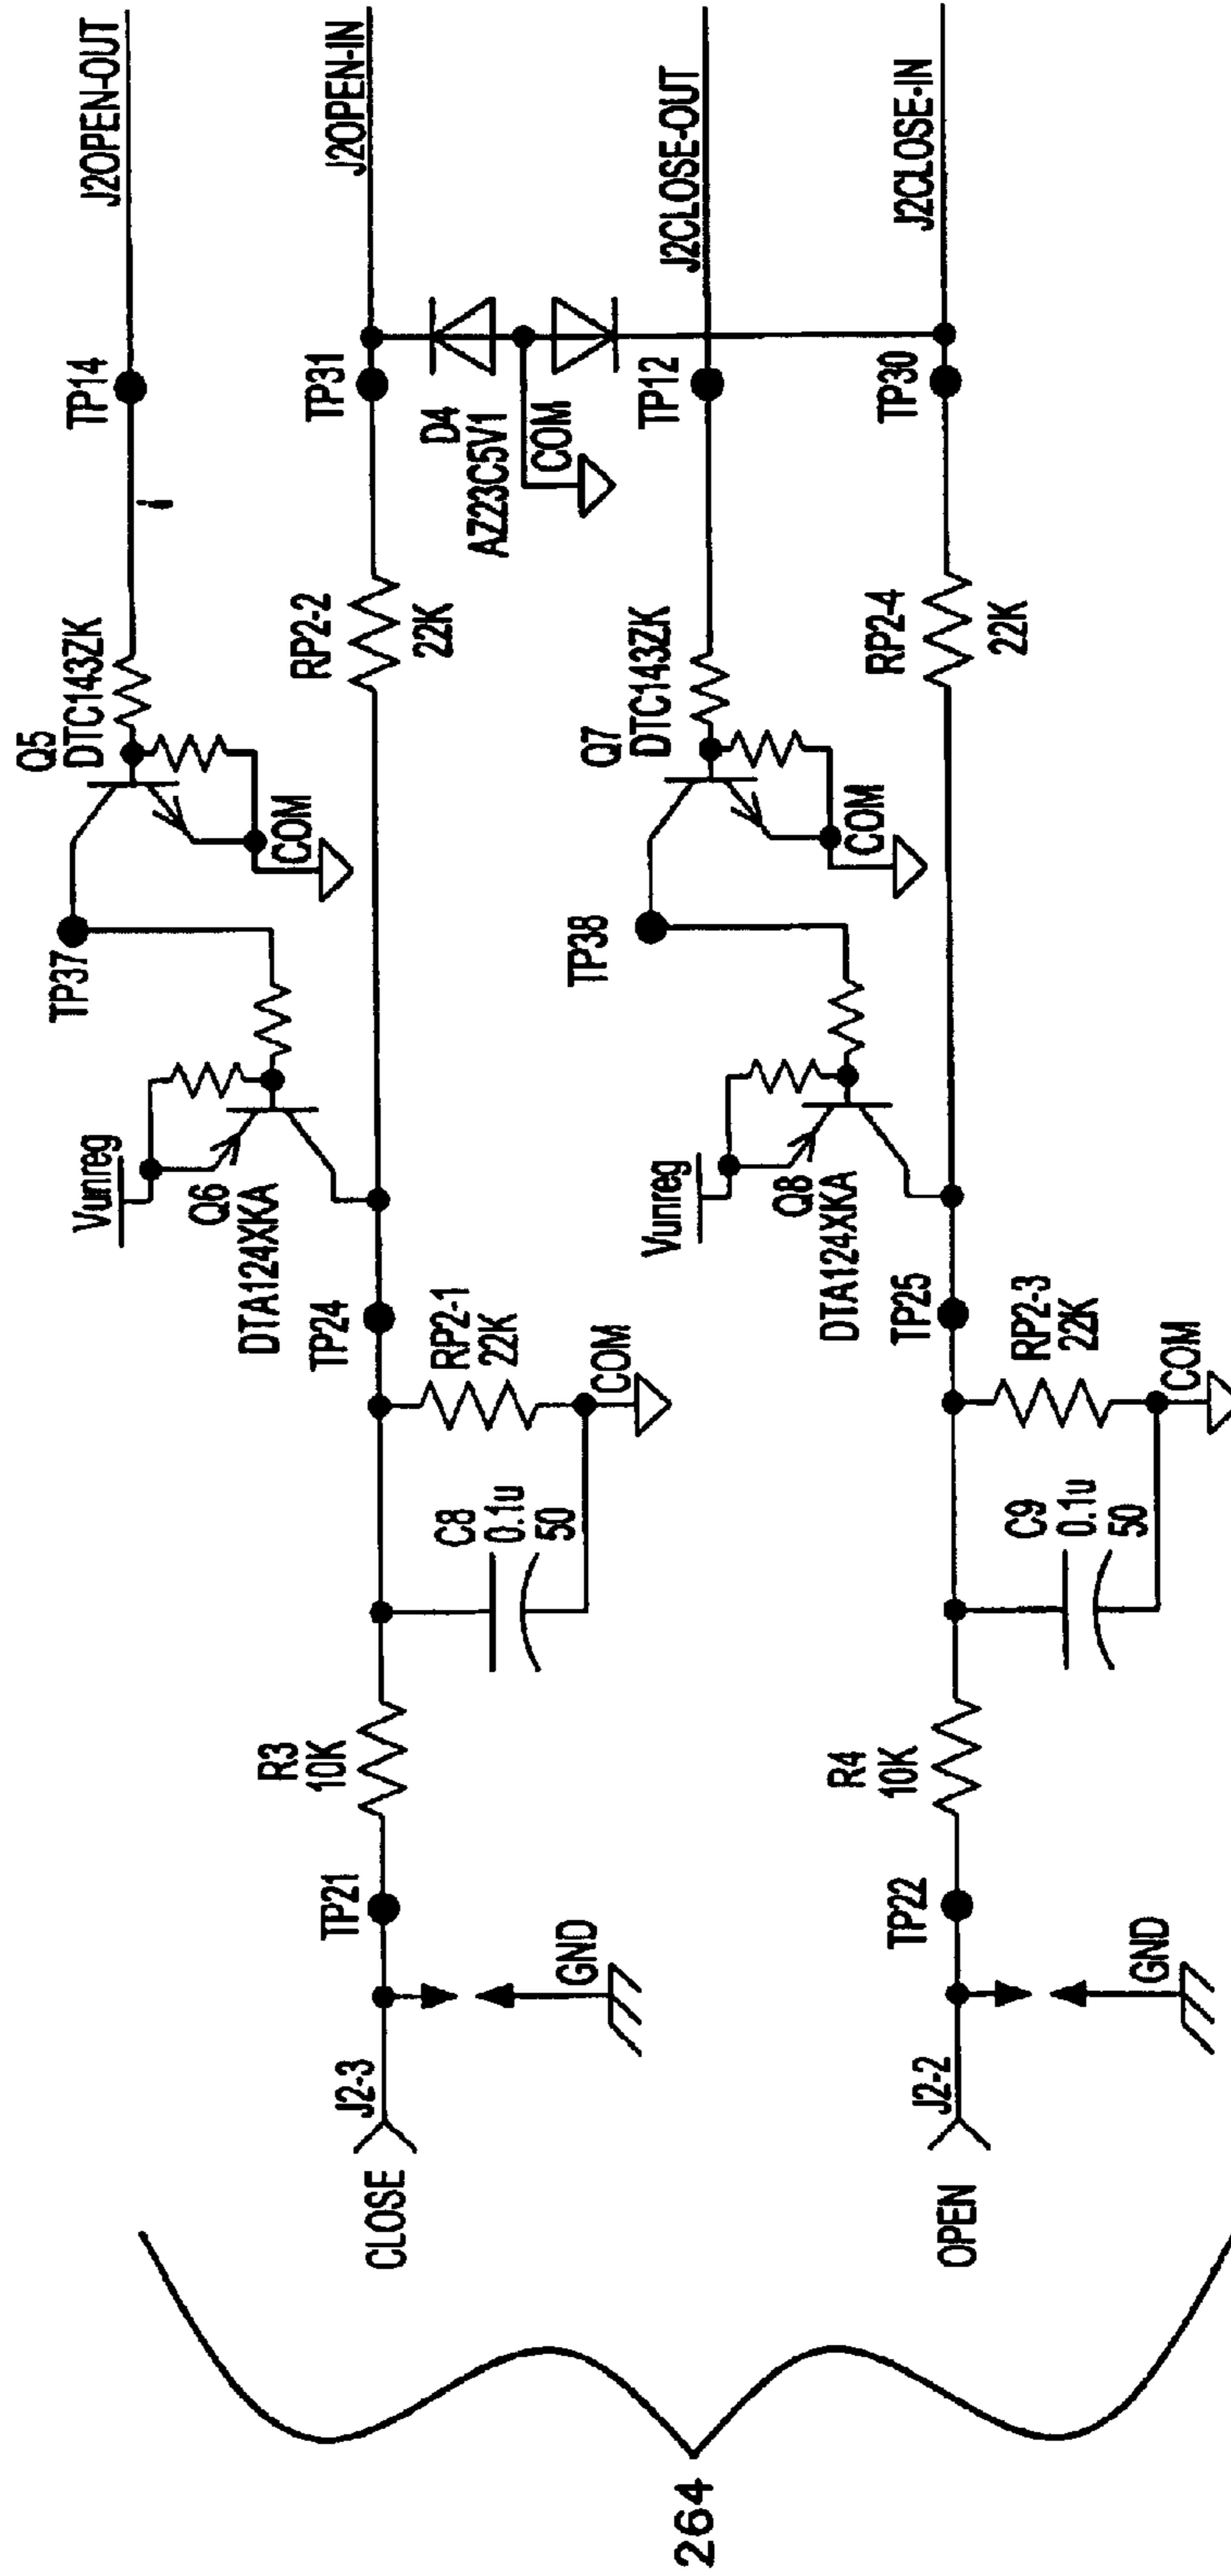 264
CLOSE
J2-3
GND
TP21
R3
10K
C8
0.1u
50
RP2-1
22K
COM
TP24
Vunreg
Q6
DTA124XKA
TP37
Q5
DTC143ZK
COM
RP2-2
22K
TP14
J2OPEN-OUT
TP31
J2OPEN-IN
D4
AZ23C5V1
COM
OPEN
J2-2
GND
TP22
R4
10K
C9
0.1u
50
RP2-3
22K
COM
TP25
Vunreg
Q8
DTA124XKA
TP38
Q7
DTC143ZK
COM
RP2-4
22K
TP12
J2CLOSE-OUT
TP30
J2CLOSE-IN